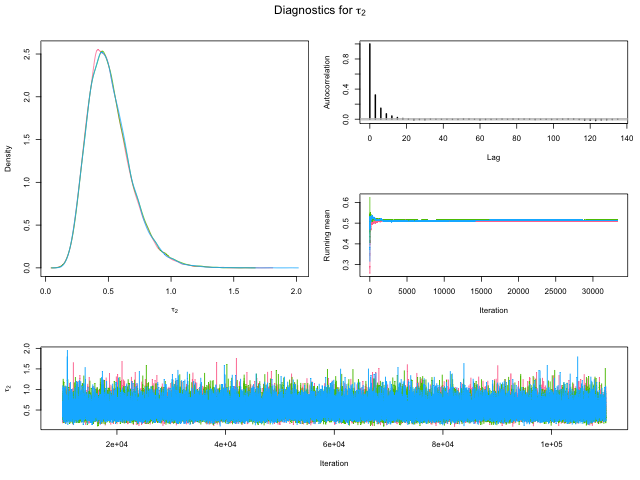 Diagnostics for τ₂
Density
0.0 0.5 1.0 1.5 2.0 2.5
0.0 0.5 1.0 1.5 2.0
τ₂
Autocorrelation
0.0 0.4 0.8
0 20 40 60 80 100 120 140
Lag
Running mean
0.3 0.4 0.5 0.6
0 5000 10000 15000 20000 25000 30000
Iteration
τ₂
0.5 1.0 1.5 2.0
2e+04 4e+04 6e+04 8e+04 1e+05
Iteration